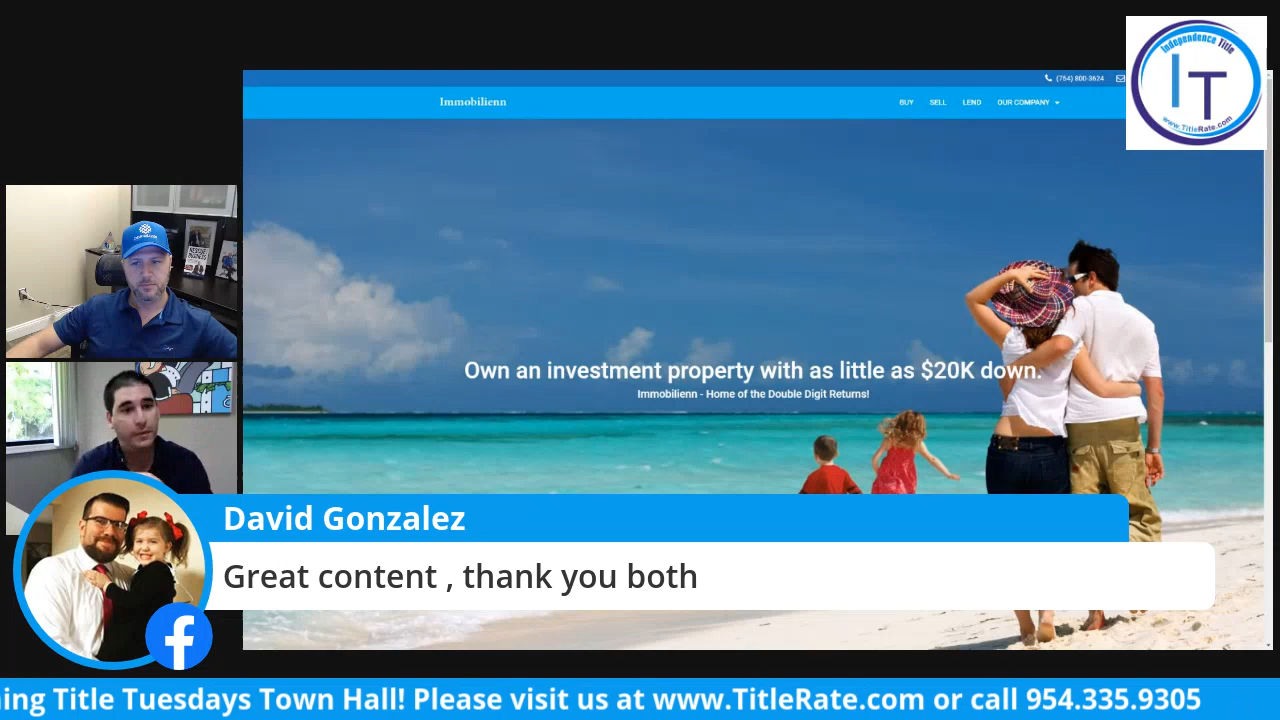 Independence Title
IT
www.TitleRate.com
(754) 800-3624
Immobilienn
BUY
SELL
LEND
OUR COMPANY
Own an investment property with as little as $20K down.
Immobilienn - Home of the Double Digit Returns!
David Gonzalez
Great content , thank you both
ing Title Tuesdays Town Hall! Please visit us at www.TitleRate.com or call 954.335.9305